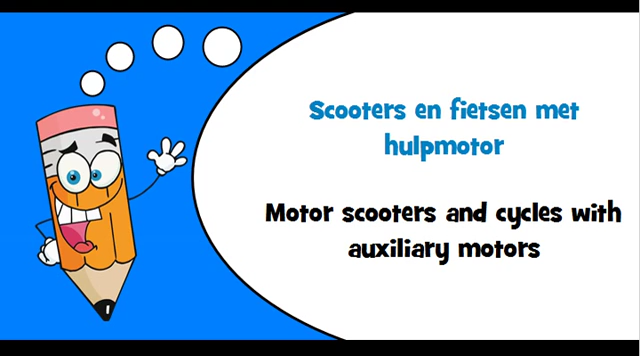 Scooters en fietsen met
hulpmotor
Motor scooters and cycles with
auxiliary motors